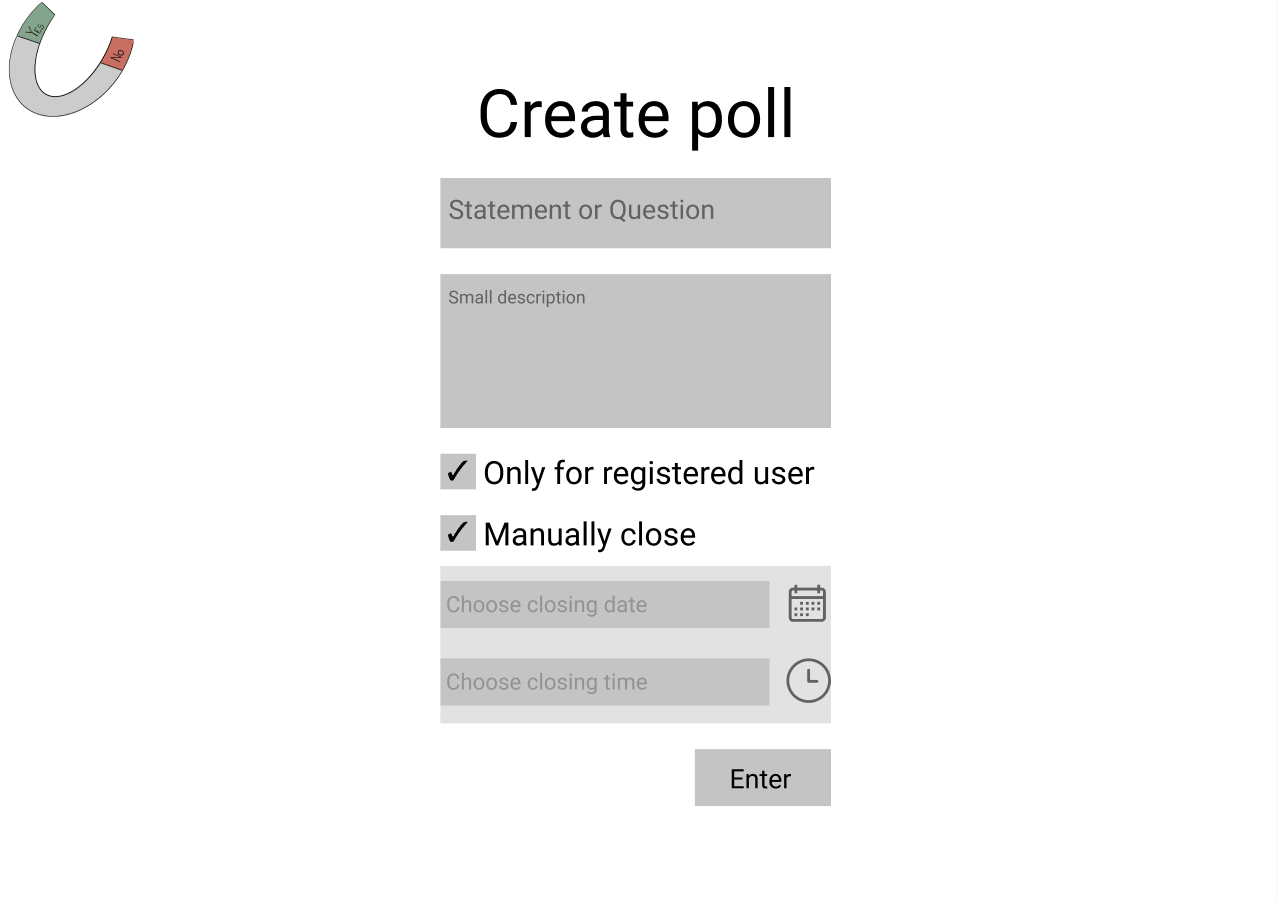 Yes
No
Create poll
Statement or Question
Small description
✓ Only for registered user
✓ Manually close
Choose closing date
Choose closing time
Enter